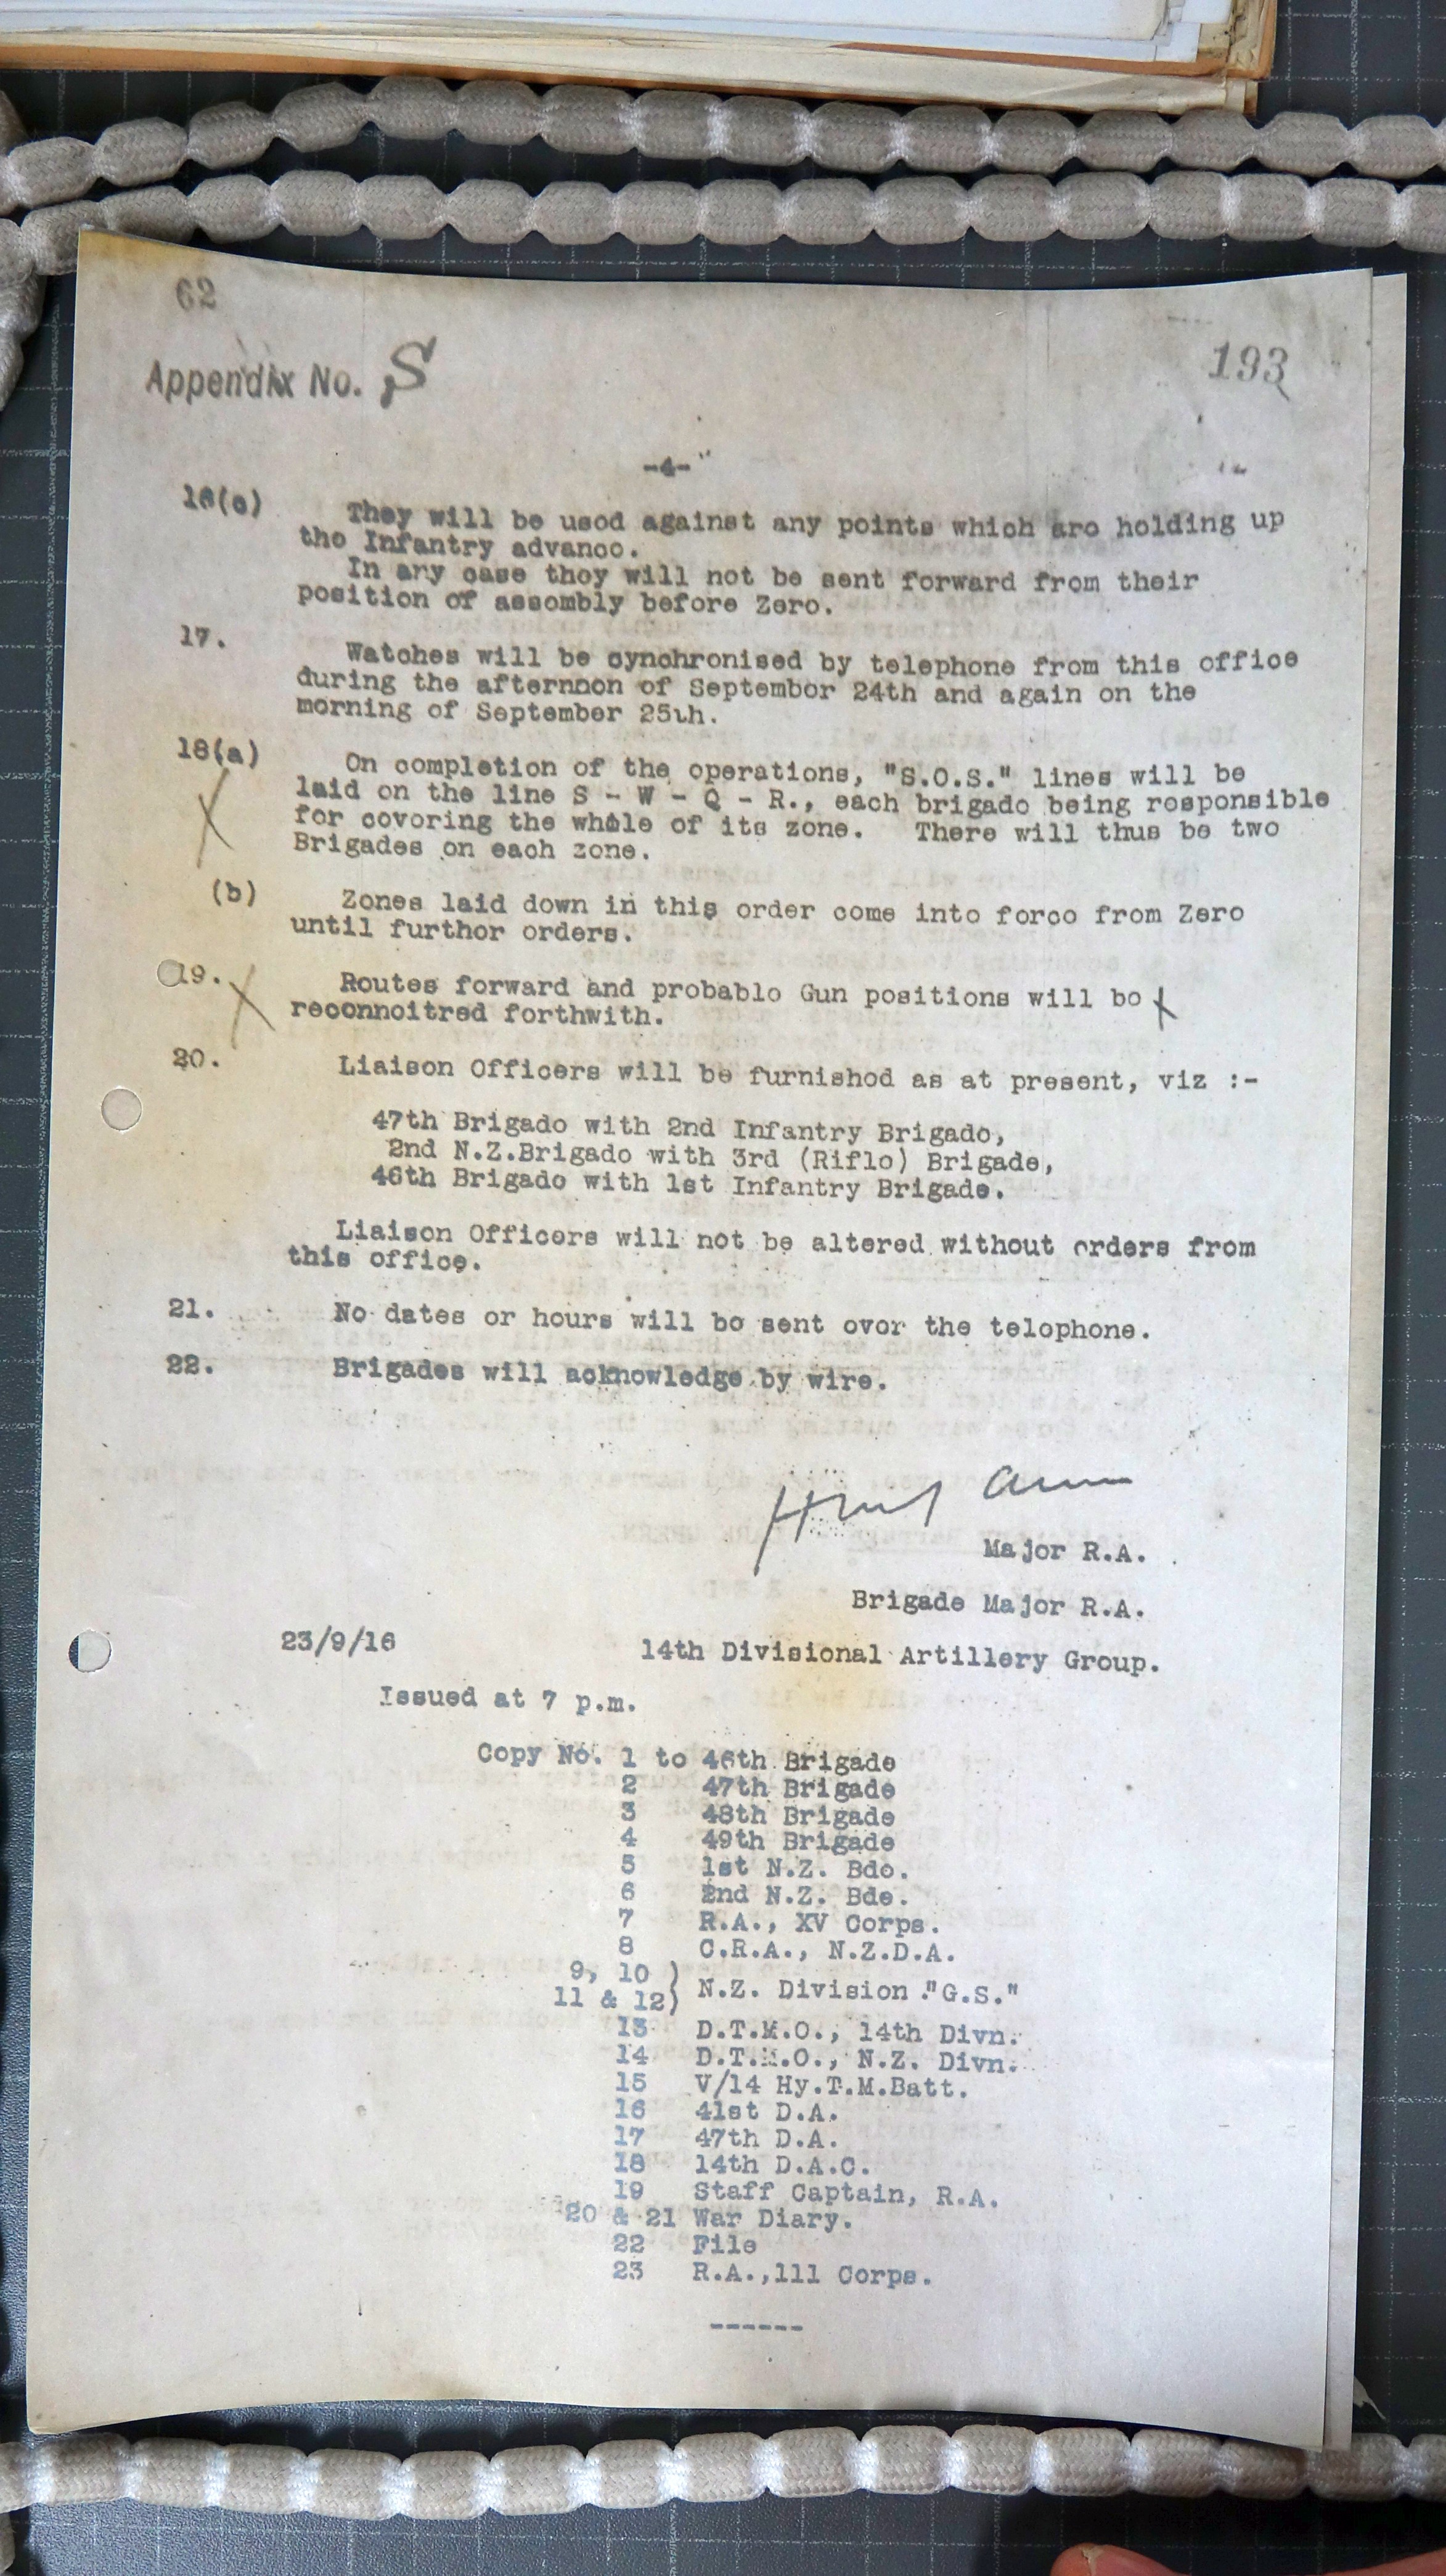 62
Appendix No. S
193
-4-
16(c) They will be used against any points which are holding up
the Infantry advance.
In any case they will not be sent forward from their
position of assembly before Zero.
17. Watches will be synchronised by telephone from this office
during the afternnon of September 24th and again on the
morning of September 25th.
18(a) On completion of the operations, "S.O.S." lines will be
laid on the line S - W - Q - R., each brigade being responsible
for covering the whole of its zone. There will thus be two
Brigades on each zone.
(b) Zones laid down in this order come into force from Zero
until further orders.
19. Routes forward and probable Gun positions will be
reconnoitred forthwith.
20. Liaison Officers will be furnished as at present, viz :-
47th Brigade with 2nd Infantry Brigade,
2nd N.Z.Brigade with 3rd (Rifle) Brigade,
46th Brigade with 1st Infantry Brigade.
Liaison Officers will not be altered without orders from
this office.
21. No dates or hours will be sent over the telephone.
22. Brigades will acknowledge by wire.
Major R.A.
Brigade Major R.A.
23/9/16 14th Divisional Artillery Group.
Issued at 7 p.m.
Copy No. 1 to 46th Brigade
2 47th Brigade
3 48th Brigade
4 49th Brigade
5 1st N.Z. Bde.
6 2nd N.Z. Bde.
7 R.A., XV Corps.
8 C.R.A., N.Z.D.A.
9, 10 )
11 & 12) N.Z. Division "G.S."
13 D.T.M.O., 14th Divn.
14 D.T.M.O., N.Z. Divn.
15 V/14 Hy.T.M.Batt.
16 41st D.A.
17 47th D.A.
18 14th D.A.C.
19 Staff Captain, R.A.
20 & 21 War Diary.
22 File
23 R.A.,lll Corps.
------